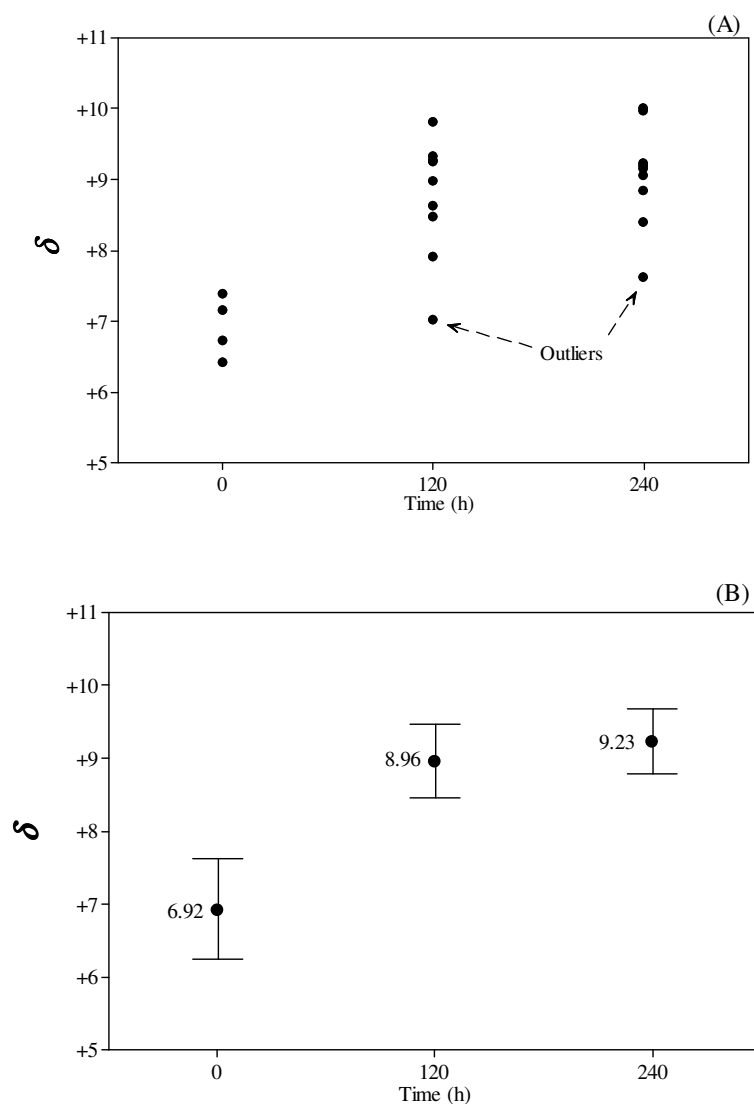 (A)
+11
+10
+9
+8
+7
+6
+5
δ
Outliers
0 120 240
Time (h)
(B)
+11
+10
+9
+8
+7
+6
+5
δ
6.92
8.96
9.23
0 120 240
Time (h)